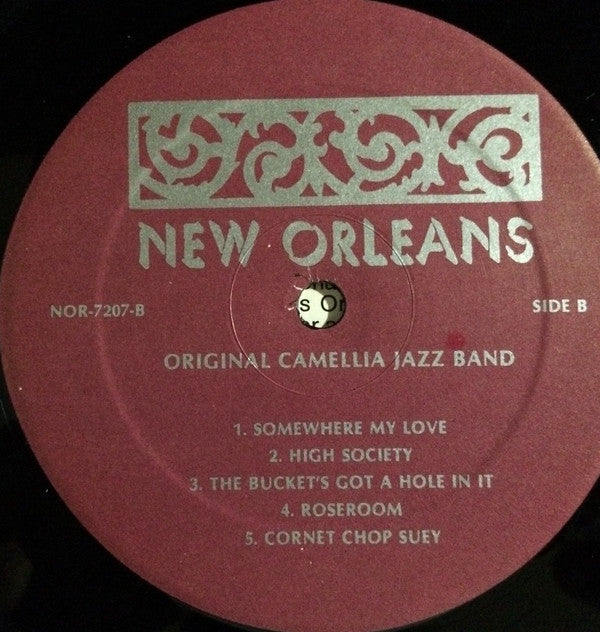 NEW ORLEANS
NOR-7207-B
SIDE B
ORIGINAL CAMELLIA JAZZ BAND
1. SOMEWHERE MY LOVE
2. HIGH SOCIETY
3. THE BUCKET'S GOT A HOLE IN IT
4. ROSEROOM
5. CORNET CHOP SUEY